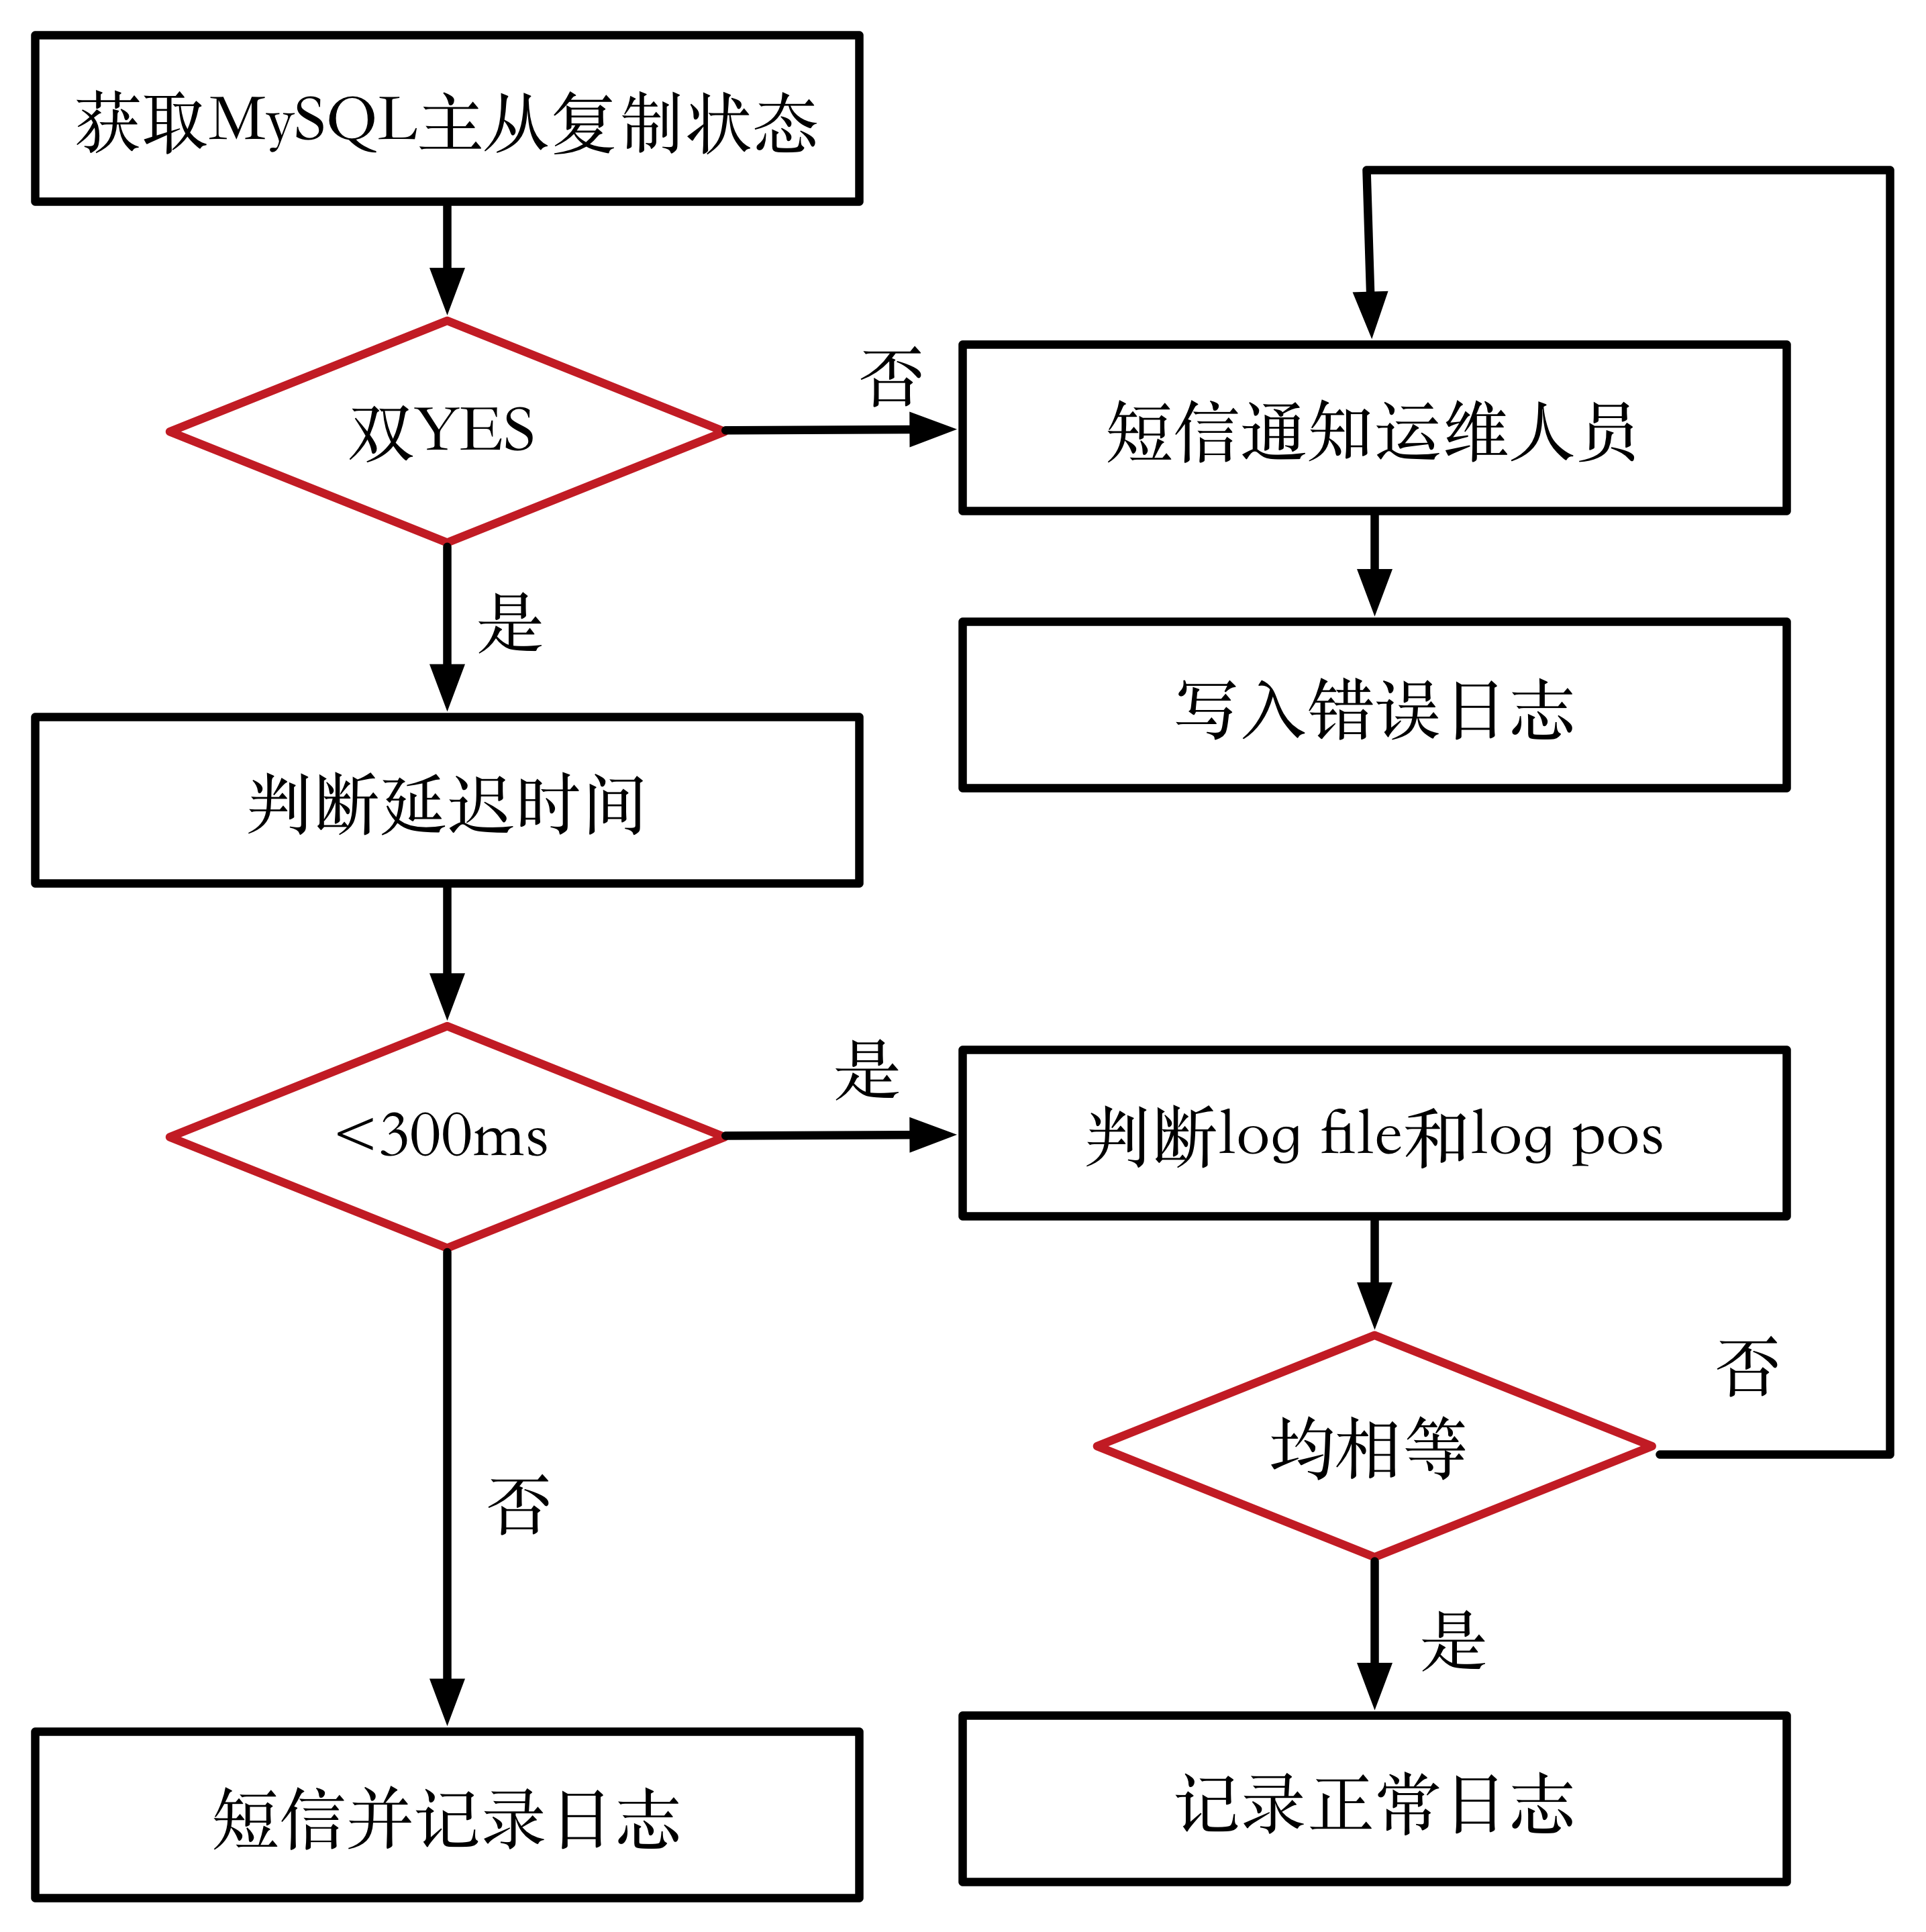 获取MySQL主从复制状态
双YES
否
短信通知运维人员
是
写入错误日志
判断延迟时间
<300ms
是
判断log file和log pos
否
均相等
否
是
短信并记录日志
记录正常日志